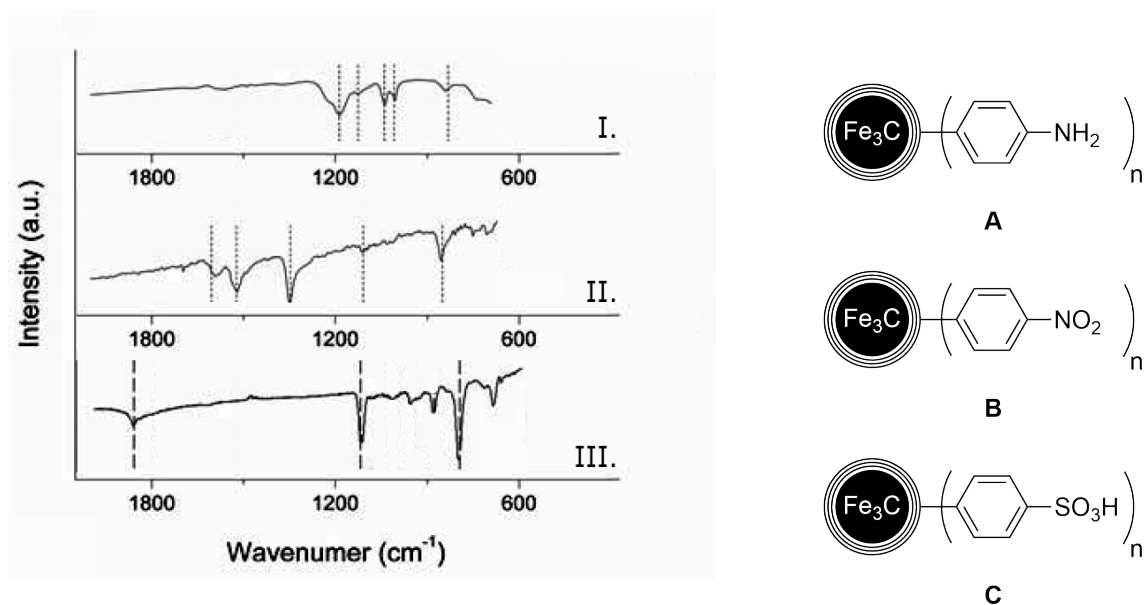 I.
1800 1200 600
II.
1800 1200 600
III.
1800 1200 600
Intensity (a.u.)
Wavenumer (cm⁻¹)
Fe₃C NH₂ n
A
Fe₃C NO₂ n
B
Fe₃C SO₃H n
C